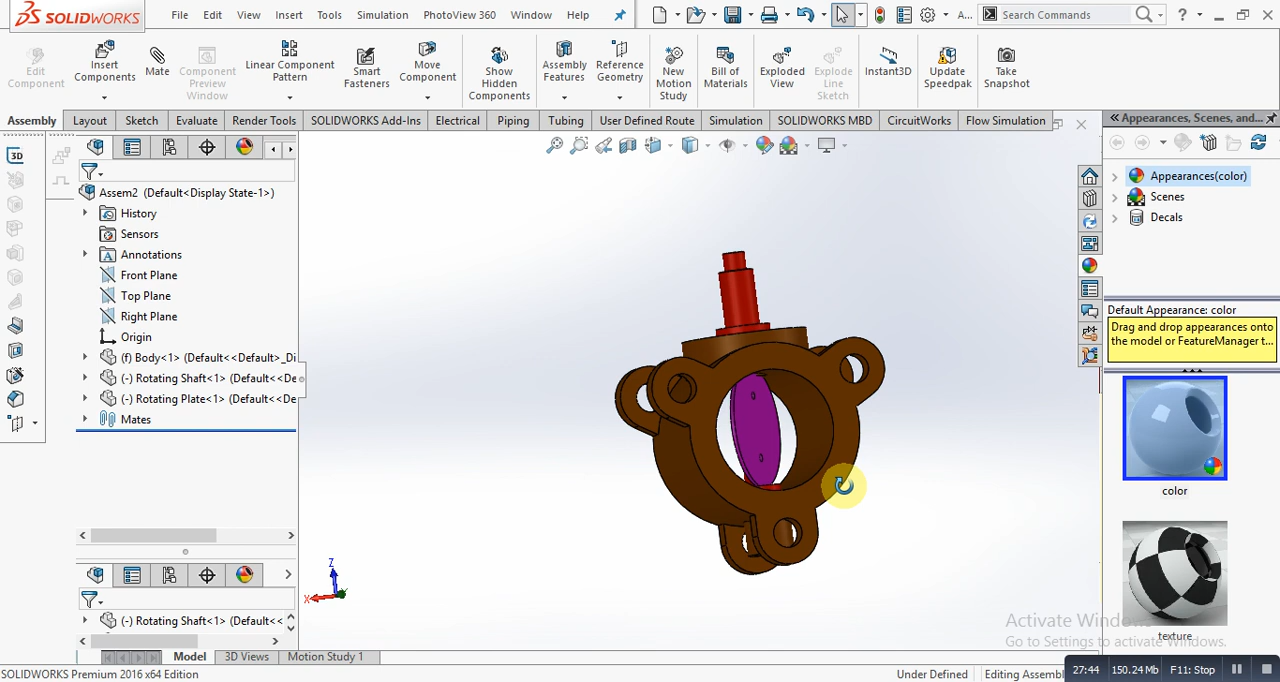 SOLIDWORKS
File Edit View Insert Tools Simulation PhotoView 360 Window Help
A...
Search Commands
Edit Component
Insert Components
Mate
Component Preview Window
Linear Component Pattern
Smart Fasteners
Move Component
Show Hidden Components
Assembly Features
Reference Geometry
New Motion Study
Bill of Materials
Exploded View
Explode Line Sketch
Instant3D
Update Speedpak
Take Snapshot
Assembly Layout Sketch Evaluate Render Tools SOLIDWORKS Add-Ins Electrical Piping Tubing User Defined Route Simulation SOLIDWORKS MBD CircuitWorks Flow Simulation
Appearances, Scenes, and...
3D
Assem2 (Default<Display State-1>)
History
Sensors
Annotations
Front Plane
Top Plane
Right Plane
Origin
(f) Body<1> (Default<<Default>_Di
(-) Rotating Shaft<1> (Default<<De
(-) Rotating Plate<1> (Default<<De
Mates
(-) Rotating Shaft<1> (Default<<
Z
X
Appearances(color)
Scenes
Decals
Default Appearance: color
Drag and drop appearances onto
the model or FeatureManager t...
color
texture
Activate Windows
Go to Settings to activate Windows.
Model 3D Views Motion Study 1
SOLIDWORKS Premium 2016 x64 Edition
Under Defined
Editing Assembl
27:44 150.24 Mb F11: Stop